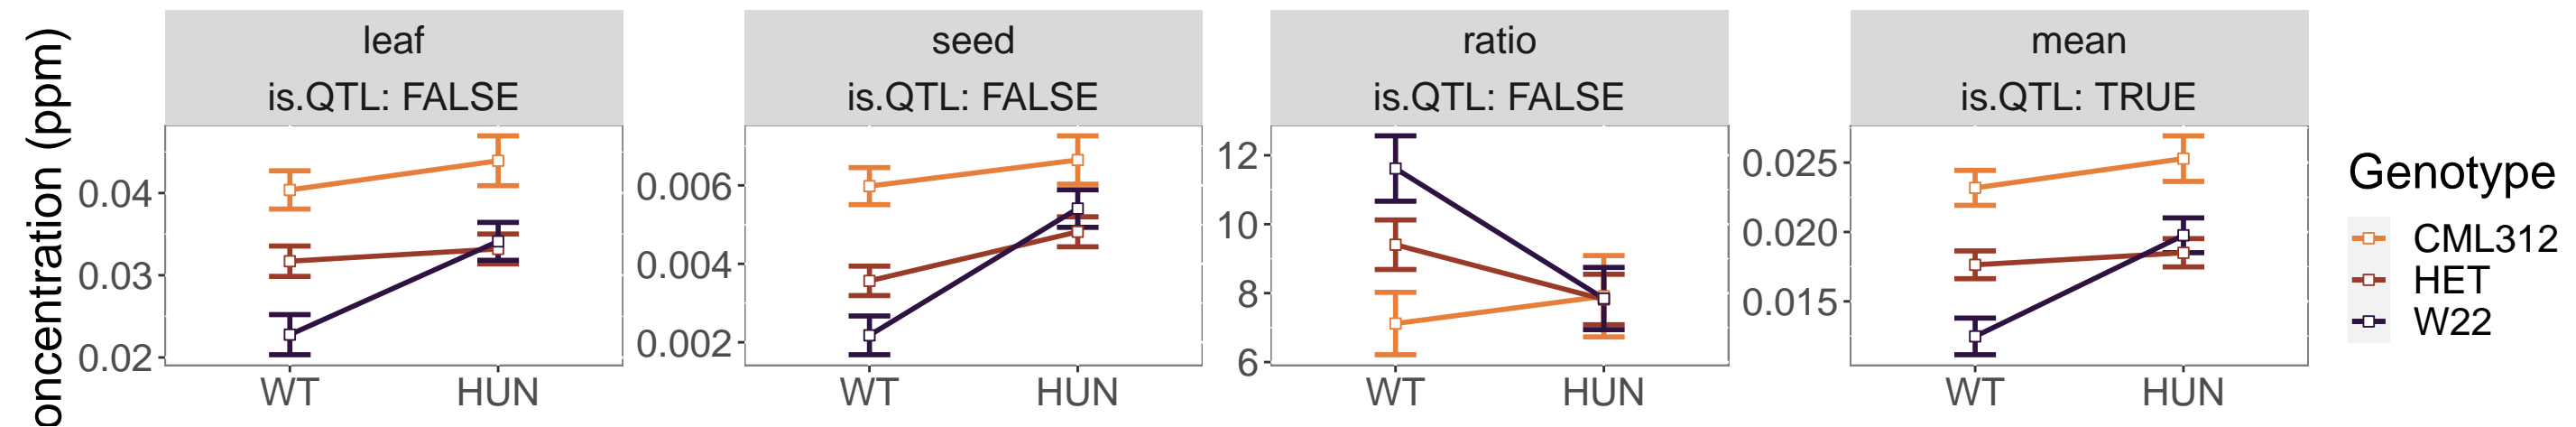 oncentration (ppm)
leaf
is.QTL: FALSE
0.04
0.03
0.02
WT HUN
seed
is.QTL: FALSE
0.006
0.004
0.002
WT HUN
ratio
is.QTL: FALSE
12
10
8
6
WT HUN
mean
is.QTL: TRUE
0.025
0.020
0.015
WT HUN
Genotype
CML312
HET
W22